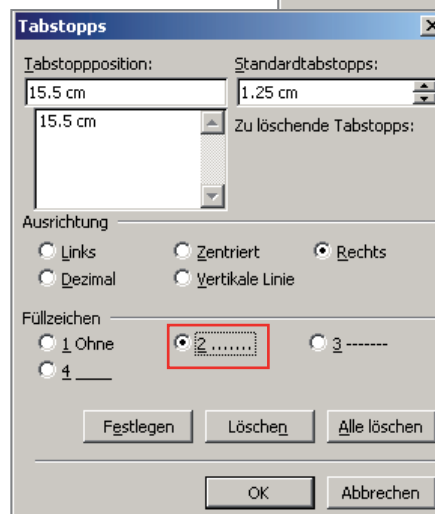 Tabstopps
Tabstoppposition: Standardtabstopps:
15.5 cm 1.25 cm
15.5 cm Zu löschende Tabstopps:
Ausrichtung
Links Zentriert Rechts
Dezimal Vertikale Linie
Füllzeichen
1 Ohne 2 ....... 3 -------
4 ____
Festlegen Löschen Alle löschen
OK Abbrechen